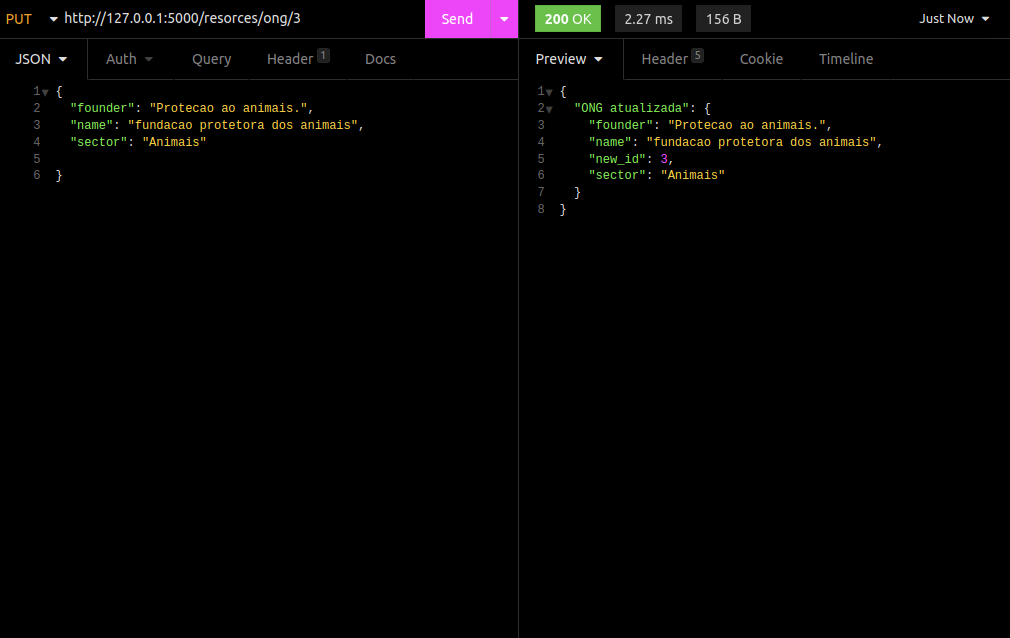 PUT http://127.0.0.1:5000/resorces/ong/3 Send 200 OK 2.27 ms 156 B Just Now
JSON Auth Query Header 1 Docs Preview Header 5 Cookie Timeline
1 {
2 "founder": "Protecao ao animais.",
3 "name": "fundacao protetora dos animais",
4 "sector": "Animais"
5
6 }
1 {
2 "ONG atualizada": {
3 "founder": "Protecao ao animais.",
4 "name": "fundacao protetora dos animais",
5 "new_id": 3,
6 "sector": "Animais"
7 }
8 }